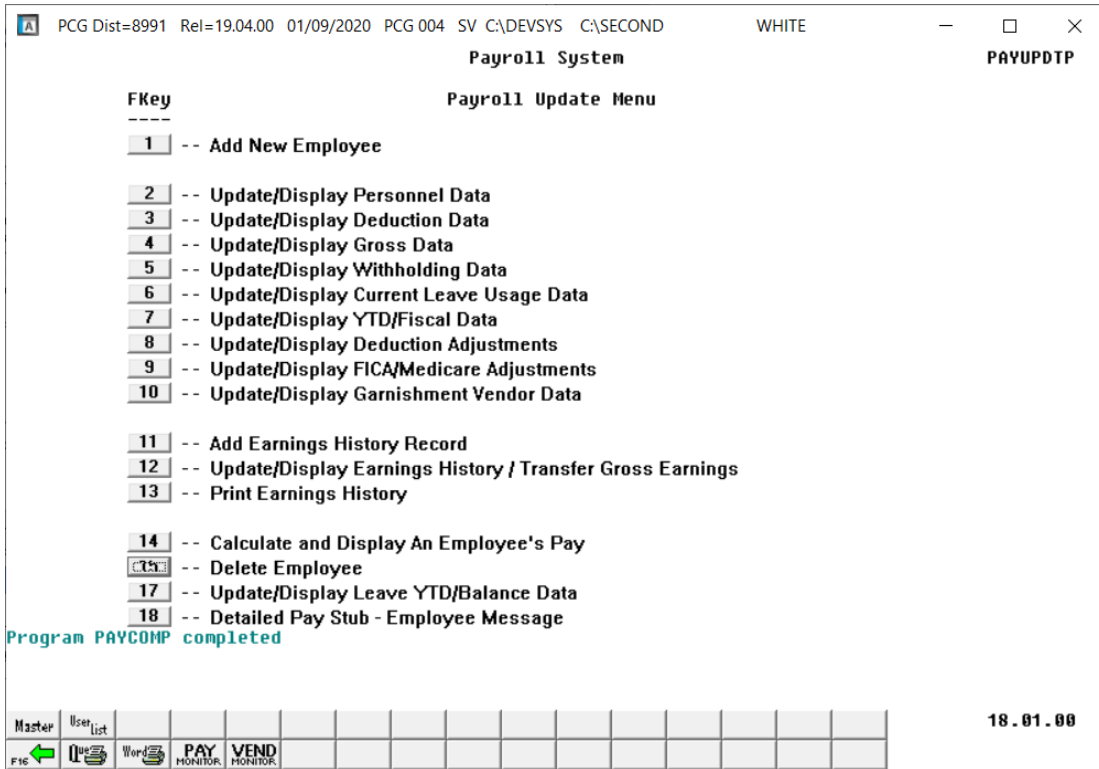 A PCG Dist=8991 Rel=19.04.00 01/09/2020 PCG 004 SV C:\DEVSYS C:\SECOND WHITE
Payroll System PAYUPDTP
FKey Payroll Update Menu
----
1 -- Add New Employee
2 -- Update/Display Personnel Data
3 -- Update/Display Deduction Data
4 -- Update/Display Gross Data
5 -- Update/Display Withholding Data
6 -- Update/Display Current Leave Usage Data
7 -- Update/Display YTD/Fiscal Data
8 -- Update/Display Deduction Adjustments
9 -- Update/Display FICA/Medicare Adjustments
10 -- Update/Display Garnishment Vendor Data
11 -- Add Earnings History Record
12 -- Update/Display Earnings History / Transfer Gross Earnings
13 -- Print Earnings History
14 -- Calculate and Display An Employee's Pay
-- Delete Employee
17 -- Update/Display Leave YTD/Balance Data
18 -- Detailed Pay Stub - Employee Message
Program PAYCOMP completed
Master User List 18.01.00
F16 Que Word PAY MONITOR VEND MONITOR